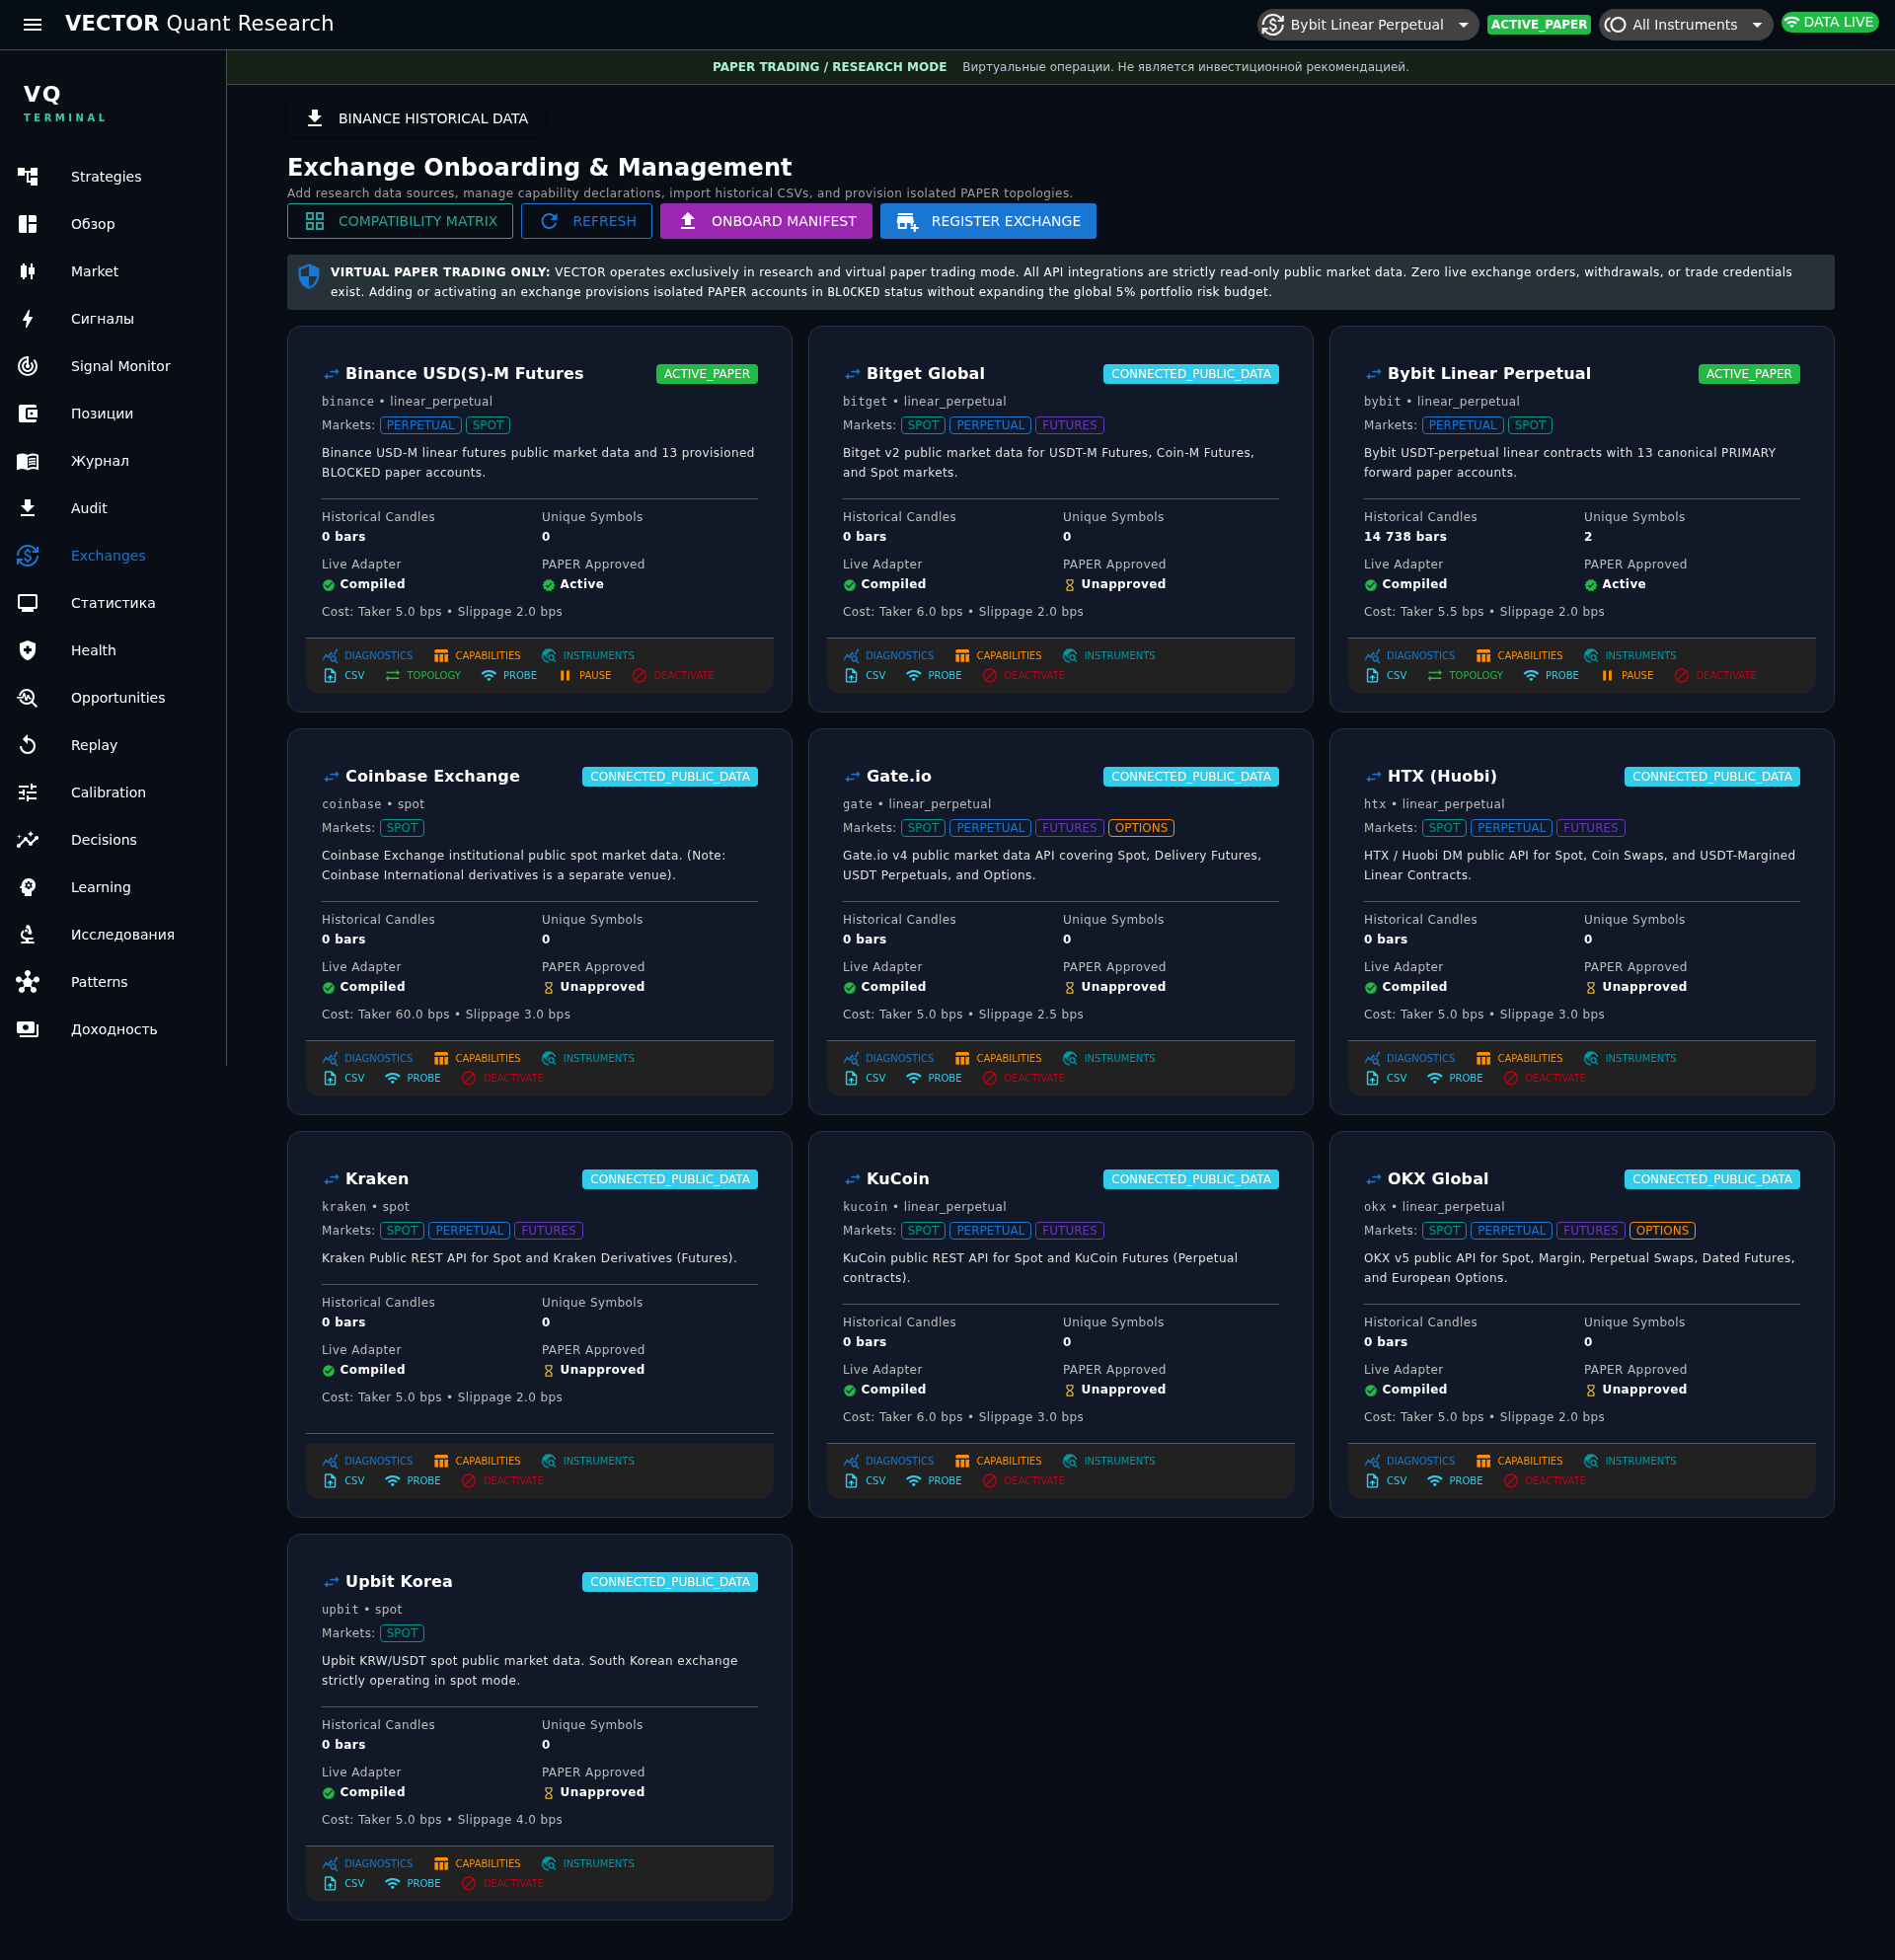 VECTOR Quant Research
Bybit Linear Perpetual
ACTIVE_PAPER
All Instruments
DATA LIVE
PAPER TRADING / RESEARCH MODE Виртуальные операции. Не является инвестиционной рекомендацией.
VQ
TERMINAL
Strategies
Обзор
Market
Сигналы
Signal Monitor
Позиции
Журнал
Audit
Exchanges
Статистика
Health
Opportunities
Replay
Calibration
Decisions
Learning
Исследования
Patterns
Доходность
BINANCE HISTORICAL DATA
Exchange Onboarding & Management
Add research data sources, manage capability declarations, import historical CSVs, and provision isolated PAPER topologies.
COMPATIBILITY MATRIX REFRESH ONBOARD MANIFEST REGISTER EXCHANGE
VIRTUAL PAPER TRADING ONLY: VECTOR operates exclusively in research and virtual paper trading mode. All API integrations are strictly read-only public market data. Zero live exchange orders, withdrawals, or trade credentials
exist. Adding or activating an exchange provisions isolated PAPER accounts in BLOCKED status without expanding the global 5% portfolio risk budget.
Binance USD(S)-M Futures ACTIVE_PAPER
binance • linear_perpetual
Markets: PERPETUAL SPOT
Binance USD-M linear futures public market data and 13 provisioned
BLOCKED paper accounts.
Historical Candles Unique Symbols
0 bars 0
Live Adapter PAPER Approved
Compiled Active
Cost: Taker 5.0 bps • Slippage 2.0 bps
DIAGNOSTICS CAPABILITIES INSTRUMENTS
CSV TOPOLOGY PROBE PAUSE DEACTIVATE
Bitget Global CONNECTED_PUBLIC_DATA
bitget • linear_perpetual
Markets: SPOT PERPETUAL FUTURES
Bitget v2 public market data for USDT-M Futures, Coin-M Futures,
and Spot markets.
Historical Candles Unique Symbols
0 bars 0
Live Adapter PAPER Approved
Compiled Unapproved
Cost: Taker 6.0 bps • Slippage 2.0 bps
DIAGNOSTICS CAPABILITIES INSTRUMENTS
CSV PROBE DEACTIVATE
Bybit Linear Perpetual ACTIVE_PAPER
bybit • linear_perpetual
Markets: PERPETUAL SPOT
Bybit USDT-perpetual linear contracts with 13 canonical PRIMARY
forward paper accounts.
Historical Candles Unique Symbols
14 738 bars 2
Live Adapter PAPER Approved
Compiled Active
Cost: Taker 5.5 bps • Slippage 2.0 bps
DIAGNOSTICS CAPABILITIES INSTRUMENTS
CSV TOPOLOGY PROBE PAUSE DEACTIVATE
Coinbase Exchange CONNECTED_PUBLIC_DATA
coinbase • spot
Markets: SPOT
Coinbase Exchange institutional public spot market data. (Note:
Coinbase International derivatives is a separate venue).
Historical Candles Unique Symbols
0 bars 0
Live Adapter PAPER Approved
Compiled Unapproved
Cost: Taker 60.0 bps • Slippage 3.0 bps
DIAGNOSTICS CAPABILITIES INSTRUMENTS
CSV PROBE DEACTIVATE
Gate.io CONNECTED_PUBLIC_DATA
gate • linear_perpetual
Markets: SPOT PERPETUAL FUTURES OPTIONS
Gate.io v4 public market data API covering Spot, Delivery Futures,
USDT Perpetuals, and Options.
Historical Candles Unique Symbols
0 bars 0
Live Adapter PAPER Approved
Compiled Unapproved
Cost: Taker 5.0 bps • Slippage 2.5 bps
DIAGNOSTICS CAPABILITIES INSTRUMENTS
CSV PROBE DEACTIVATE
HTX (Huobi) CONNECTED_PUBLIC_DATA
htx • linear_perpetual
Markets: SPOT PERPETUAL FUTURES
HTX / Huobi DM public API for Spot, Coin Swaps, and USDT-Margined
Linear Contracts.
Historical Candles Unique Symbols
0 bars 0
Live Adapter PAPER Approved
Compiled Unapproved
Cost: Taker 5.0 bps • Slippage 3.0 bps
DIAGNOSTICS CAPABILITIES INSTRUMENTS
CSV PROBE DEACTIVATE
Kraken CONNECTED_PUBLIC_DATA
kraken • spot
Markets: SPOT PERPETUAL FUTURES
Kraken Public REST API for Spot and Kraken Derivatives (Futures).
Historical Candles Unique Symbols
0 bars 0
Live Adapter PAPER Approved
Compiled Unapproved
Cost: Taker 5.0 bps • Slippage 2.0 bps
DIAGNOSTICS CAPABILITIES INSTRUMENTS
CSV PROBE DEACTIVATE
KuCoin CONNECTED_PUBLIC_DATA
kucoin • linear_perpetual
Markets: SPOT PERPETUAL FUTURES
KuCoin public REST API for Spot and KuCoin Futures (Perpetual
contracts).
Historical Candles Unique Symbols
0 bars 0
Live Adapter PAPER Approved
Compiled Unapproved
Cost: Taker 6.0 bps • Slippage 3.0 bps
DIAGNOSTICS CAPABILITIES INSTRUMENTS
CSV PROBE DEACTIVATE
OKX Global CONNECTED_PUBLIC_DATA
okx • linear_perpetual
Markets: SPOT PERPETUAL FUTURES OPTIONS
OKX v5 public API for Spot, Margin, Perpetual Swaps, Dated Futures,
and European Options.
Historical Candles Unique Symbols
0 bars 0
Live Adapter PAPER Approved
Compiled Unapproved
Cost: Taker 5.0 bps • Slippage 2.0 bps
DIAGNOSTICS CAPABILITIES INSTRUMENTS
CSV PROBE DEACTIVATE
Upbit Korea CONNECTED_PUBLIC_DATA
upbit • spot
Markets: SPOT
Upbit KRW/USDT spot public market data. South Korean exchange
strictly operating in spot mode.
Historical Candles Unique Symbols
0 bars 0
Live Adapter PAPER Approved
Compiled Unapproved
Cost: Taker 5.0 bps • Slippage 4.0 bps
DIAGNOSTICS CAPABILITIES INSTRUMENTS
CSV PROBE DEACTIVATE